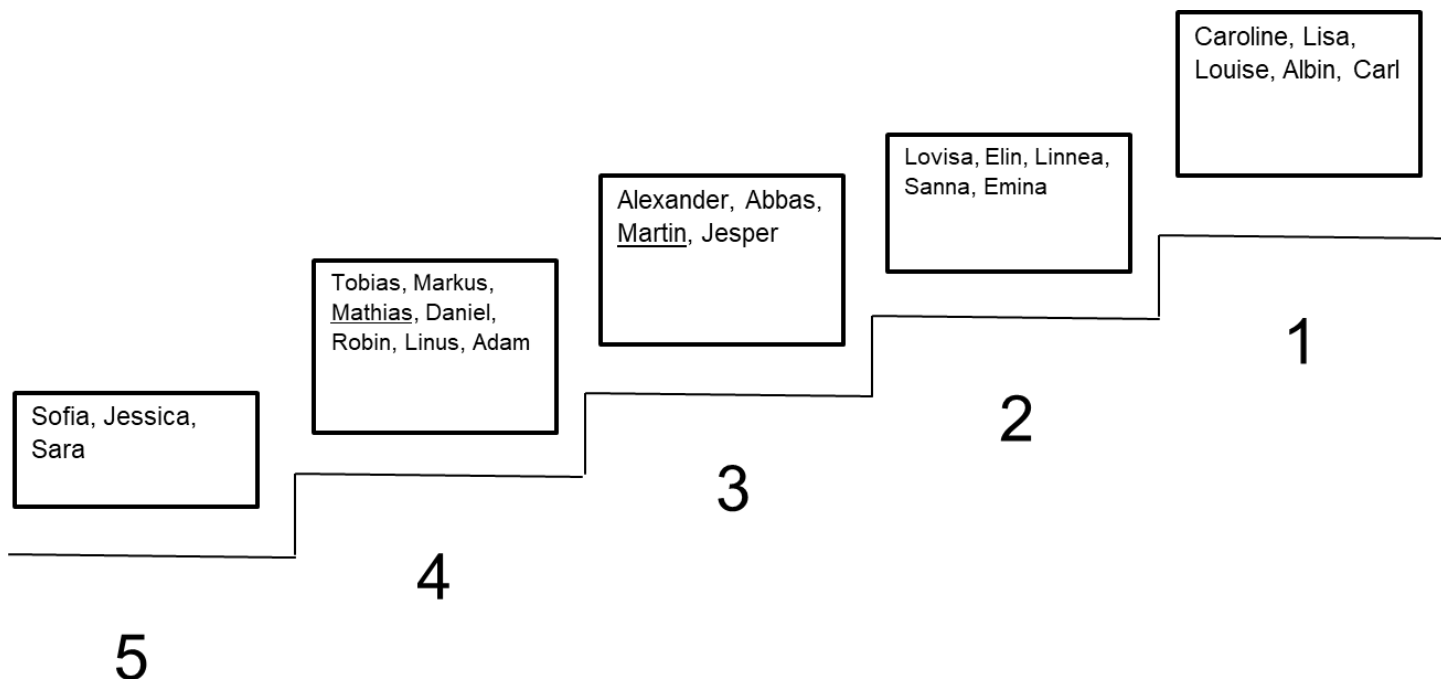 Caroline, Lisa,
Louise, Albin, Carl
Lovisa, Elin, Linnea,
Sanna, Emina
Alexander, Abbas,
Martin, Jesper
Tobias, Markus,
Mathias, Daniel,
Robin, Linus, Adam
Sofia, Jessica,
Sara
1
2
3
4
5